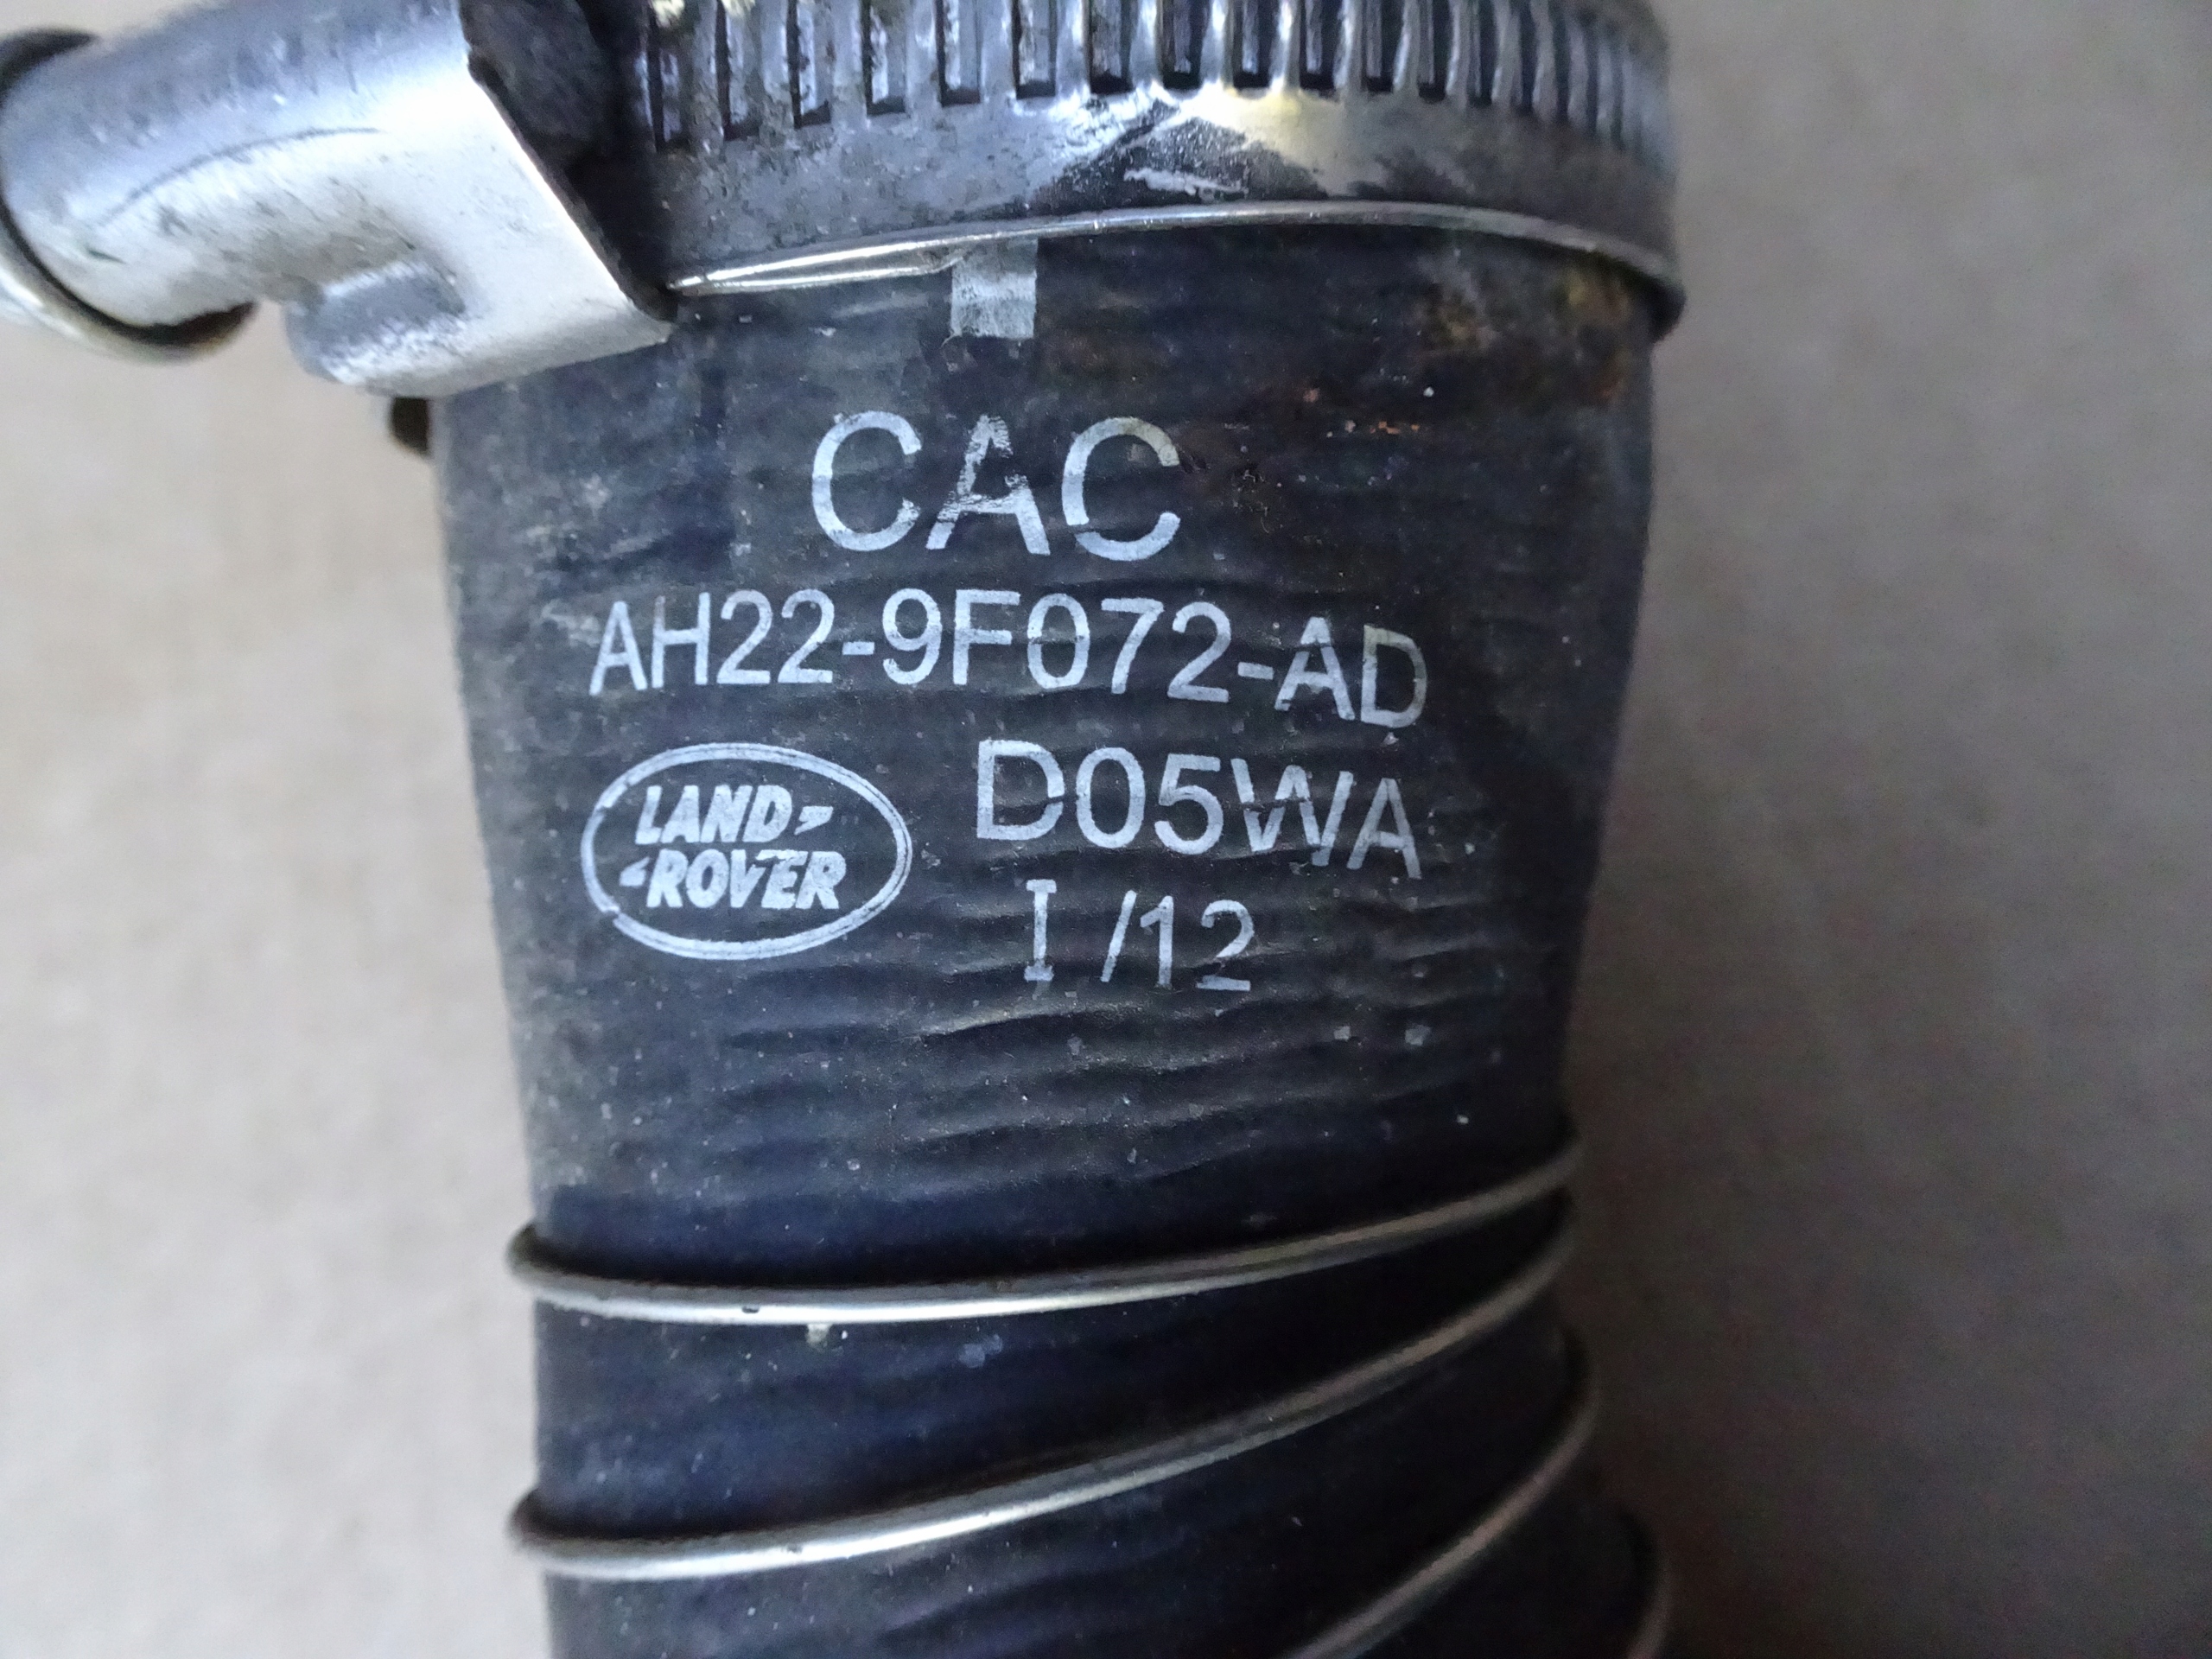 CAC
AH22-9F072-AD
LAND-
-ROVER
D05WA
I /12